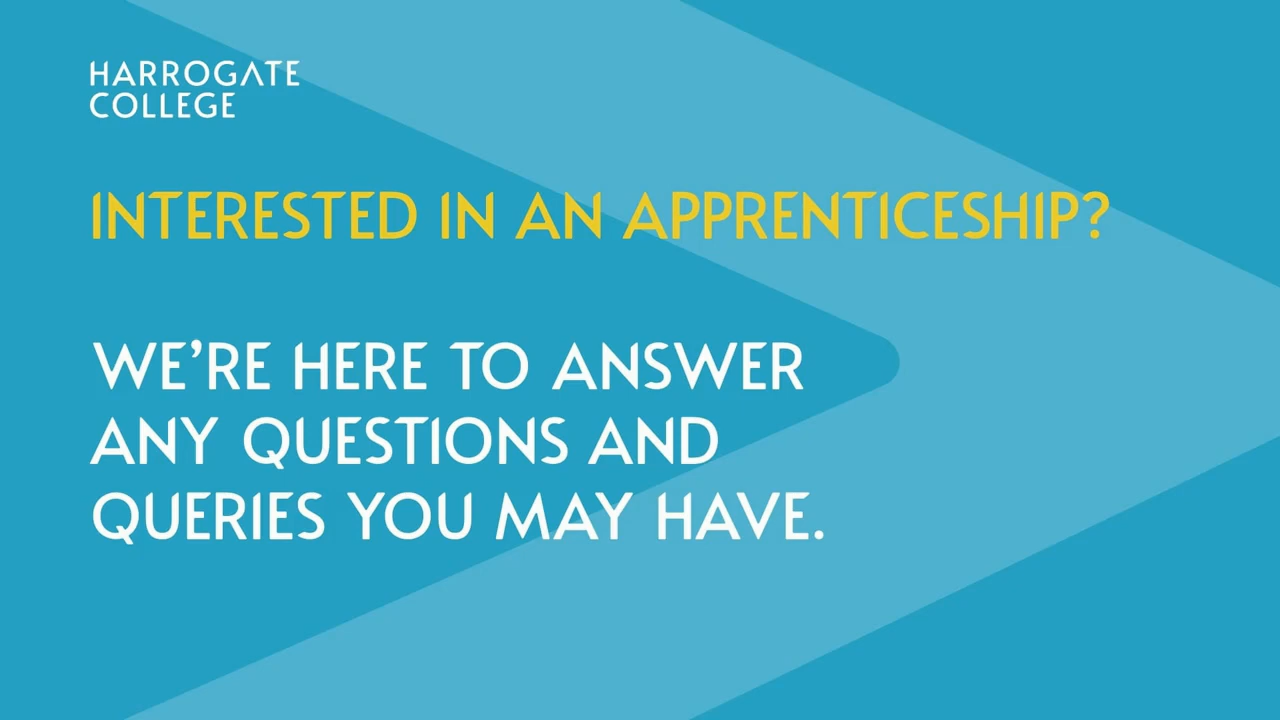 HARROGATE
COLLEGE
INTERESTED IN AN APPRENTICESHIP?
WE’RE HERE TO ANSWER
ANY QUESTIONS AND
QUERIES YOU MAY HAVE.